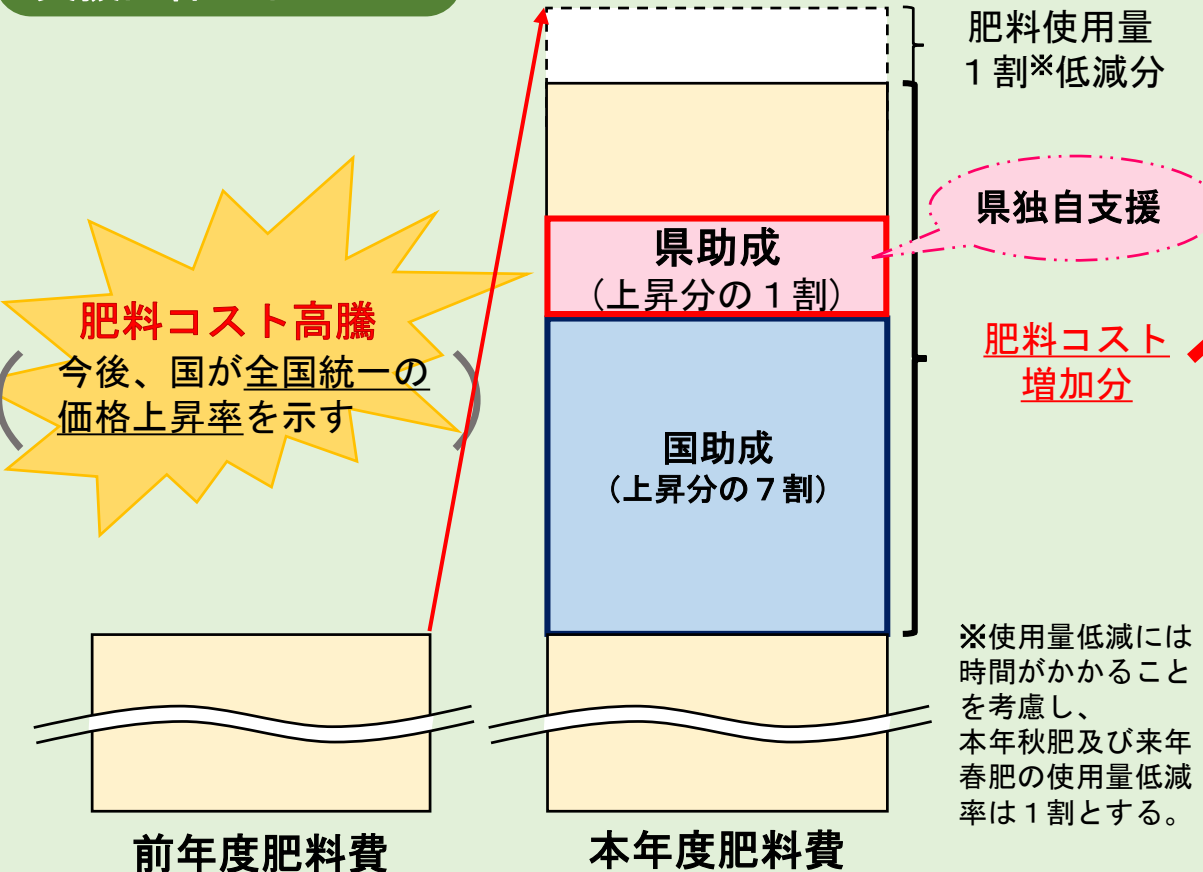 肥料使用量
１割※低減分
県独自支援
県助成
（上昇分の１割）
肥料コスト高騰
今後、国が全国統一の
価格上昇率を示す
肥料コスト
増加分
国助成
（上昇分の７割）
※使用量低減には
時間がかかること
を考慮し、
本年秋肥及び来年
春肥の使用量低減
率は１割とする。
前年度肥料費
本年度肥料費